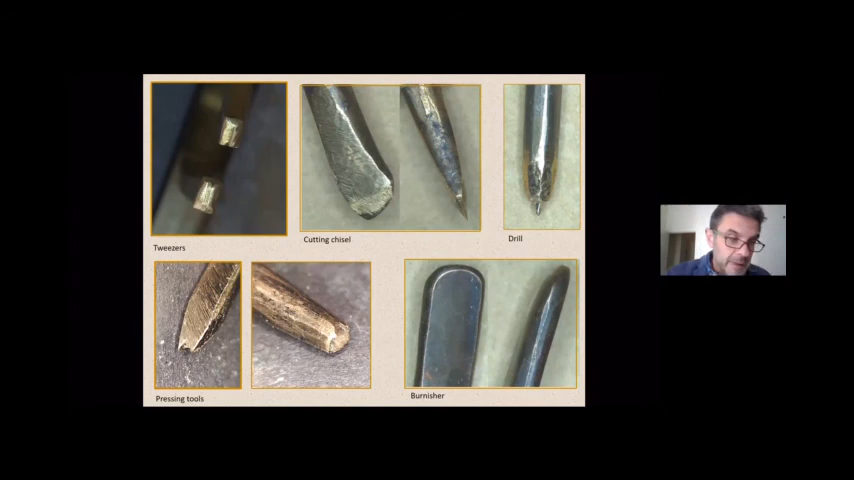 Tweezers
Cutting chisel
Drill
Pressing tools
Burnisher